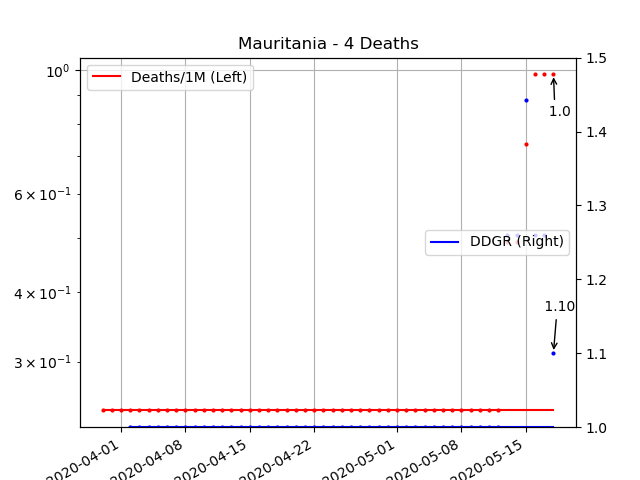 Mauritania - 4 Deaths
10⁰
6 × 10⁻¹
4 × 10⁻¹
3 × 10⁻¹
Deaths/1M (Left)
1.0
DDGR (Right)
1.10
1.5
1.4
1.3
1.2
1.1
1.0
2020-04-01
2020-04-08
2020-04-15
2020-04-22
2020-05-01
2020-05-08
2020-05-15